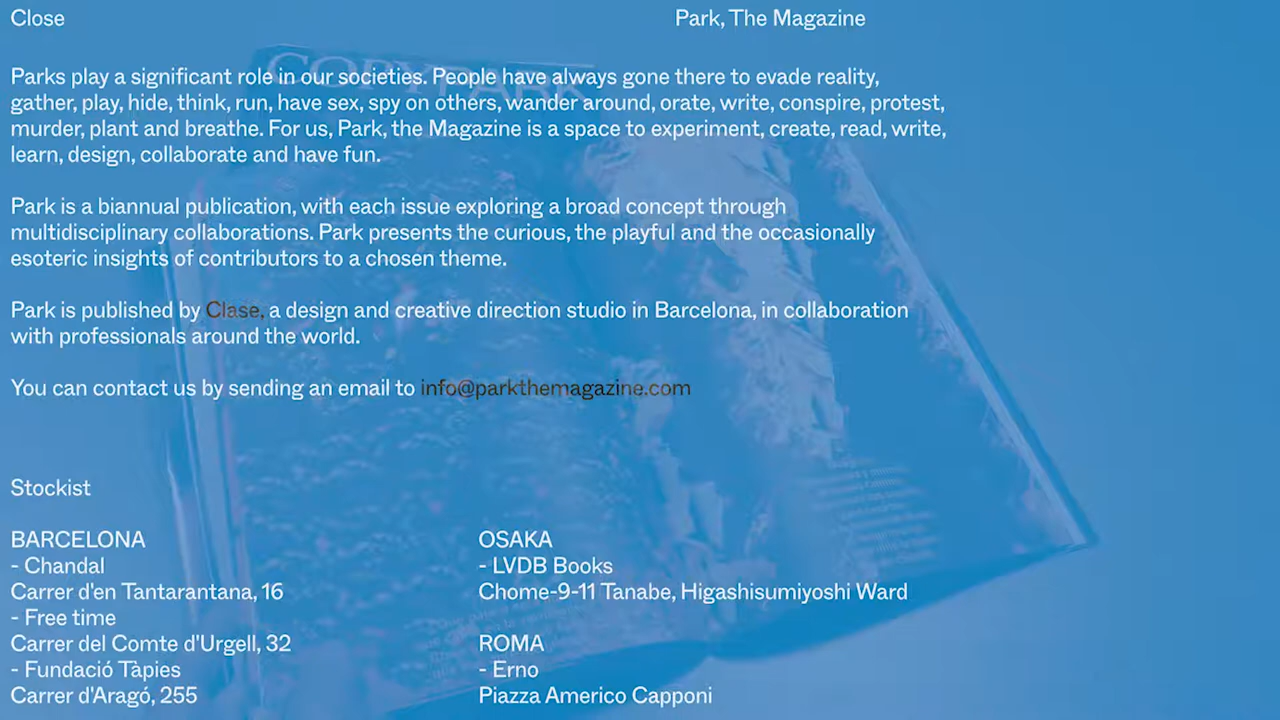 Close
Park, The Magazine
Parks play a significant role in our societies. People have always gone there to evade reality,
gather, play, hide, think, run, have sex, spy on others, wander around, orate, write, conspire, protest,
murder, plant and breathe. For us, Park, the Magazine is a space to experiment, create, read, write,
learn, design, collaborate and have fun.
Park is a biannual publication, with each issue exploring a broad concept through
multidisciplinary collaborations. Park presents the curious, the playful and the occasionally
esoteric insights of contributors to a chosen theme.
Park is published by Clase, a design and creative direction studio in Barcelona, in collaboration
with professionals around the world.
You can contact us by sending an email to info@parkthemagazine.com
Stockist
BARCELONA
- Chandal
Carrer d'en Tantarantana, 16
- Free time
Carrer del Comte d'Urgell, 32
- Fundació Tàpies
Carrer d'Aragó, 255
OSAKA
- LVDB Books
Chome-9-11 Tanabe, Higashisumiyoshi Ward
ROMA
- Erno
Piazza Americo Capponi
COPYPARK